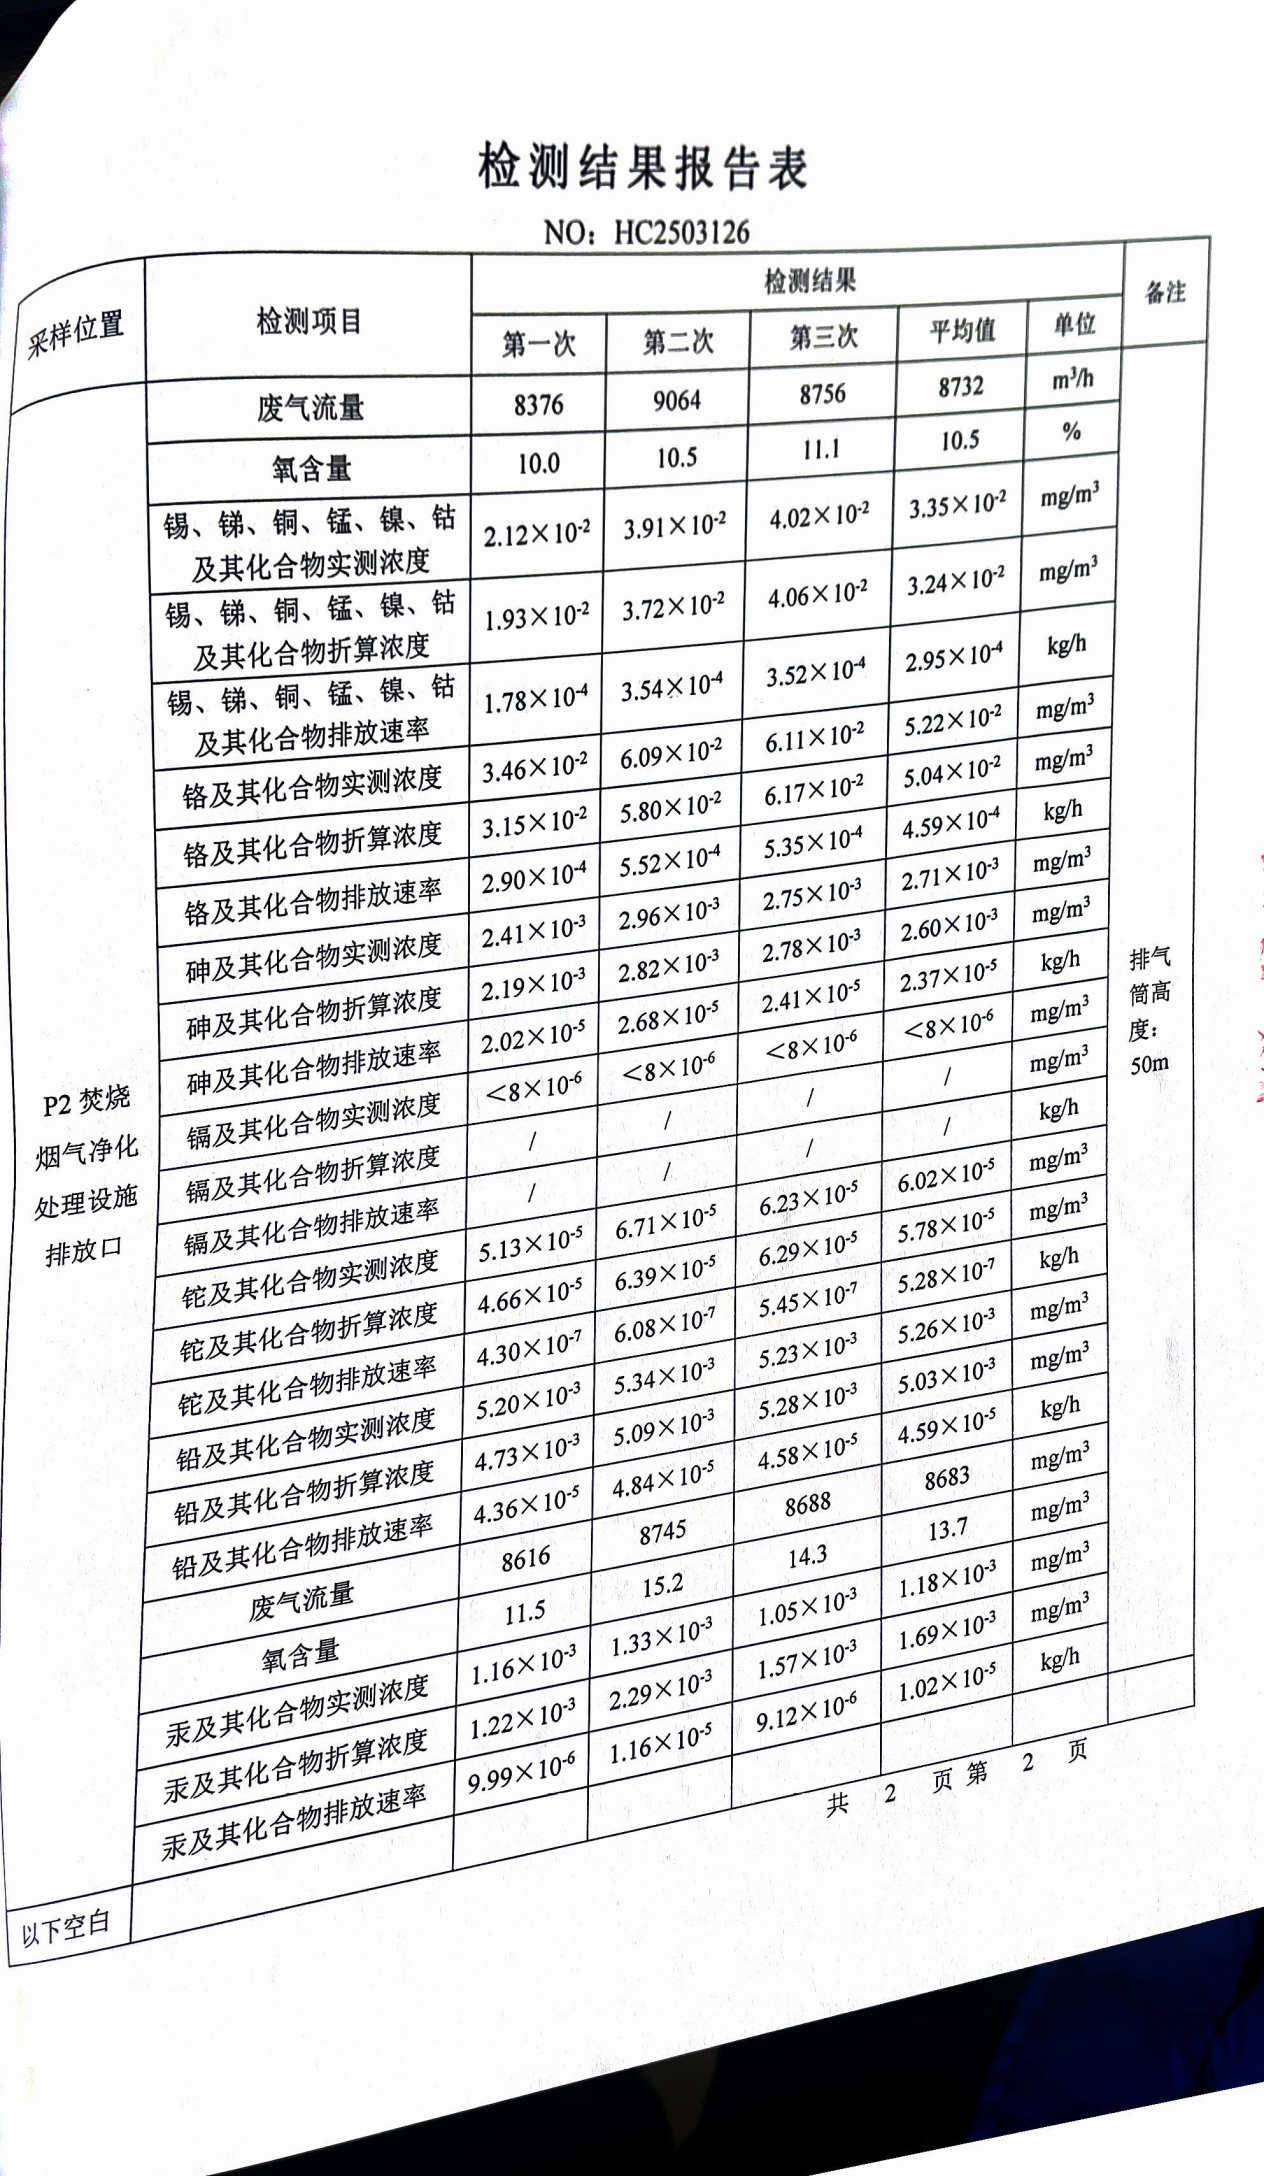 检测结果报告表
NO：HC2503126
采样位置 检测项目 检测结果 备注
第一次 第二次 第三次 平均值 单位
废气流量 8376 9064 8756 8732 m³/h
氧含量 10.0 10.5 11.1 10.5 %
锡、锑、铜、锰、镍、钴
及其化合物实测浓度 2.12×10⁻² 3.91×10⁻² 4.02×10⁻² 3.35×10⁻² mg/m³
锡、锑、铜、锰、镍、钴
及其化合物折算浓度 1.93×10⁻² 3.72×10⁻² 4.06×10⁻² 3.24×10⁻² mg/m³
锡、锑、铜、锰、镍、钴
及其化合物排放速率 1.78×10⁻⁴ 3.54×10⁻⁴ 3.52×10⁻⁴ 2.95×10⁻⁴ kg/h
铬及其化合物实测浓度 3.46×10⁻² 6.09×10⁻² 6.11×10⁻² 5.22×10⁻² mg/m³
铬及其化合物折算浓度 3.15×10⁻² 5.80×10⁻² 6.17×10⁻² 5.04×10⁻² mg/m³
铬及其化合物排放速率 2.90×10⁻⁴ 5.52×10⁻⁴ 5.35×10⁻⁴ 4.59×10⁻⁴ kg/h
砷及其化合物实测浓度 2.41×10⁻³ 2.96×10⁻³ 2.75×10⁻³ 2.71×10⁻³ mg/m³
砷及其化合物折算浓度 2.19×10⁻³ 2.82×10⁻³ 2.78×10⁻³ 2.60×10⁻³ mg/m³
砷及其化合物排放速率 2.02×10⁻⁵ 2.68×10⁻⁵ 2.41×10⁻⁵ 2.37×10⁻⁵ kg/h
镉及其化合物实测浓度 <8×10⁻⁶ <8×10⁻⁶ <8×10⁻⁶ <8×10⁻⁶ mg/m³
镉及其化合物折算浓度 / / / / mg/m³
镉及其化合物排放速率 / / / / kg/h
铊及其化合物实测浓度 5.13×10⁻⁵ 6.71×10⁻⁵ 6.23×10⁻⁵ 6.02×10⁻⁵ mg/m³
铊及其化合物折算浓度 4.66×10⁻⁵ 6.39×10⁻⁵ 6.29×10⁻⁵ 5.78×10⁻⁵ mg/m³
铊及其化合物排放速率 4.30×10⁻⁷ 6.08×10⁻⁷ 5.45×10⁻⁷ 5.28×10⁻⁷ kg/h
铅及其化合物实测浓度 5.20×10⁻³ 5.34×10⁻³ 5.23×10⁻³ 5.26×10⁻³ mg/m³
铅及其化合物折算浓度 4.73×10⁻³ 5.09×10⁻³ 5.28×10⁻³ 5.03×10⁻³ mg/m³
铅及其化合物排放速率 4.36×10⁻⁵ 4.84×10⁻⁵ 4.58×10⁻⁵ 4.59×10⁻⁵ kg/h
废气流量 8616 8745 8688 8683 mg/m³
氧含量 11.5 15.2 14.3 13.7 mg/m³
汞及其化合物实测浓度 1.16×10⁻³ 1.33×10⁻³ 1.05×10⁻³ 1.18×10⁻³ mg/m³
汞及其化合物折算浓度 1.22×10⁻³ 2.29×10⁻³ 1.57×10⁻³ 1.69×10⁻³ mg/m³
汞及其化合物排放速率 9.99×10⁻⁶ 1.16×10⁻⁵ 9.12×10⁻⁶ 1.02×10⁻⁵ kg/h
P2 焚烧
烟气净化
处理设施
排放口
排气
筒高
度：
50m
以下空白
共 2 页 第 2 页